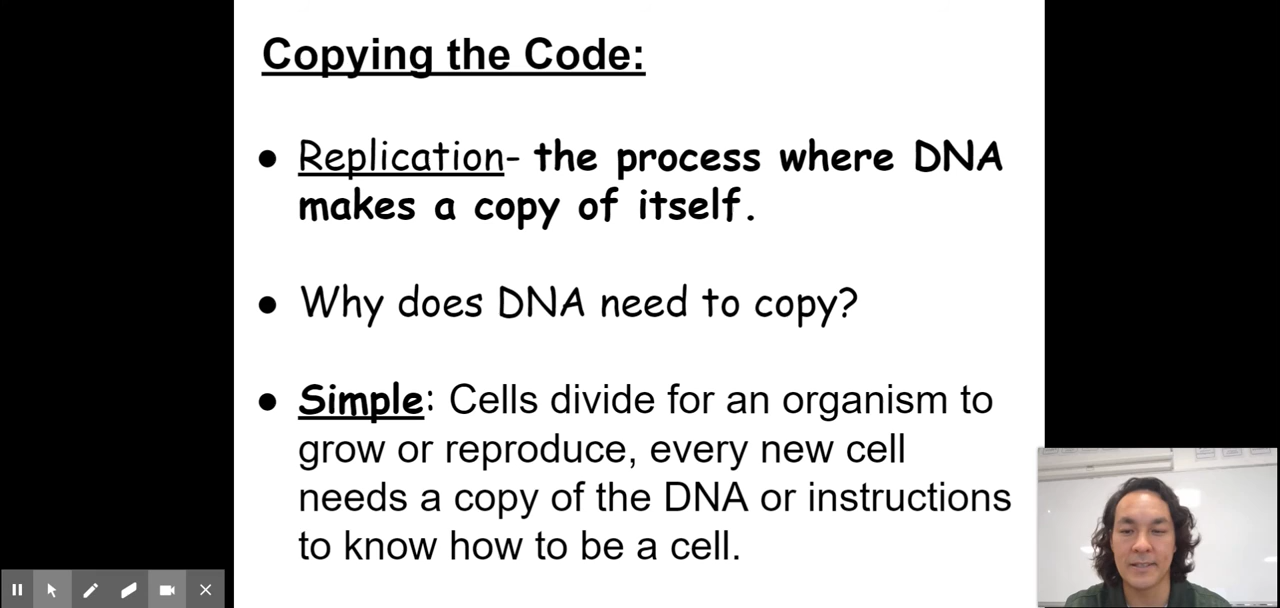 Copying the Code:
● Replication- the process where DNA
makes a copy of itself.
● Why does DNA need to copy?
● Simple: Cells divide for an organism to
grow or reproduce, every new cell
needs a copy of the DNA or instructions
to know how to be a cell.